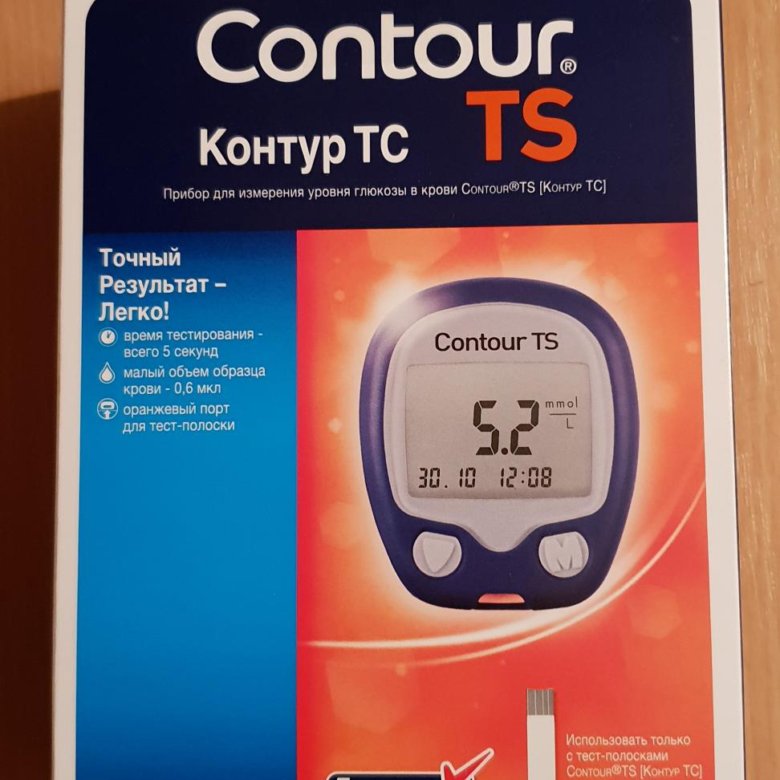 Contour®
TS
Контур ТС
Прибор для измерения уровня глюкозы в крови CONTOUR®TS [КОНТУР ТС]
Точный
Результат –
Легко!
время тестирования -
всего 5 секунд
малый объем образца
крови - 0,6 мкл
оранжевый порт
для тест-полоски
Contour TS
5.2 mmol/L
30.10 12:08
M
Использовать только
с тест-полосками
CONTOUR®TS [КОНТУР ТС]